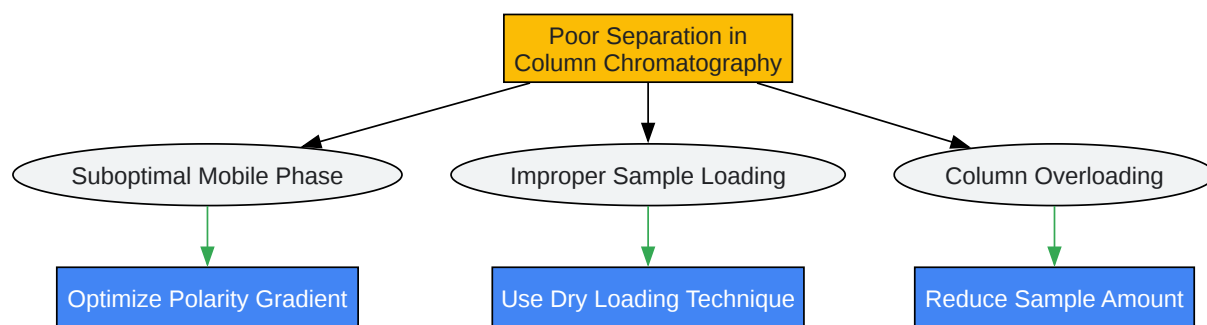 Poor Separation in
Column Chromatography
Suboptimal Mobile Phase
Improper Sample Loading
Column Overloading
Optimize Polarity Gradient
Use Dry Loading Technique
Reduce Sample Amount